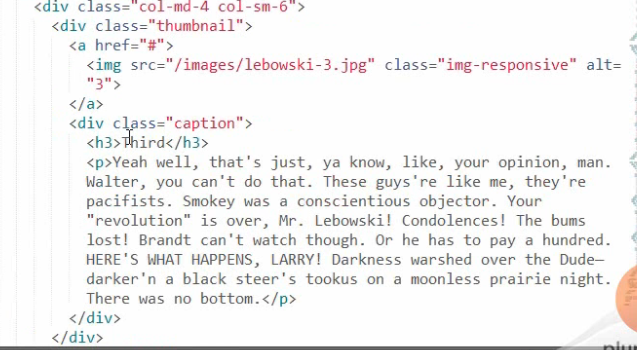 <div class="col-md-4 col-sm-6">
<div class="thumbnail">
<a href="#">
<img src="/images/lebowski-3.jpg" class="img-responsive" alt=
"3">
</a>
<div class="caption">
<h3>Third</h3>
<p>Yeah well, that's just, ya know, like, your opinion, man.
Walter, you can't do that. These guys're like me, they're
pacifists. Smokey was a conscientious objector. Your
"revolution" is over, Mr. Lebowski! Condolences! The bums
lost! Brandt can't watch though. Or he has to pay a hundred.
HERE'S WHAT HAPPENS, LARRY! Darkness warshed over the Dude—
darker'n a black steer's tookus on a moonless prairie night.
There was no bottom.</p>
</div>
</div>